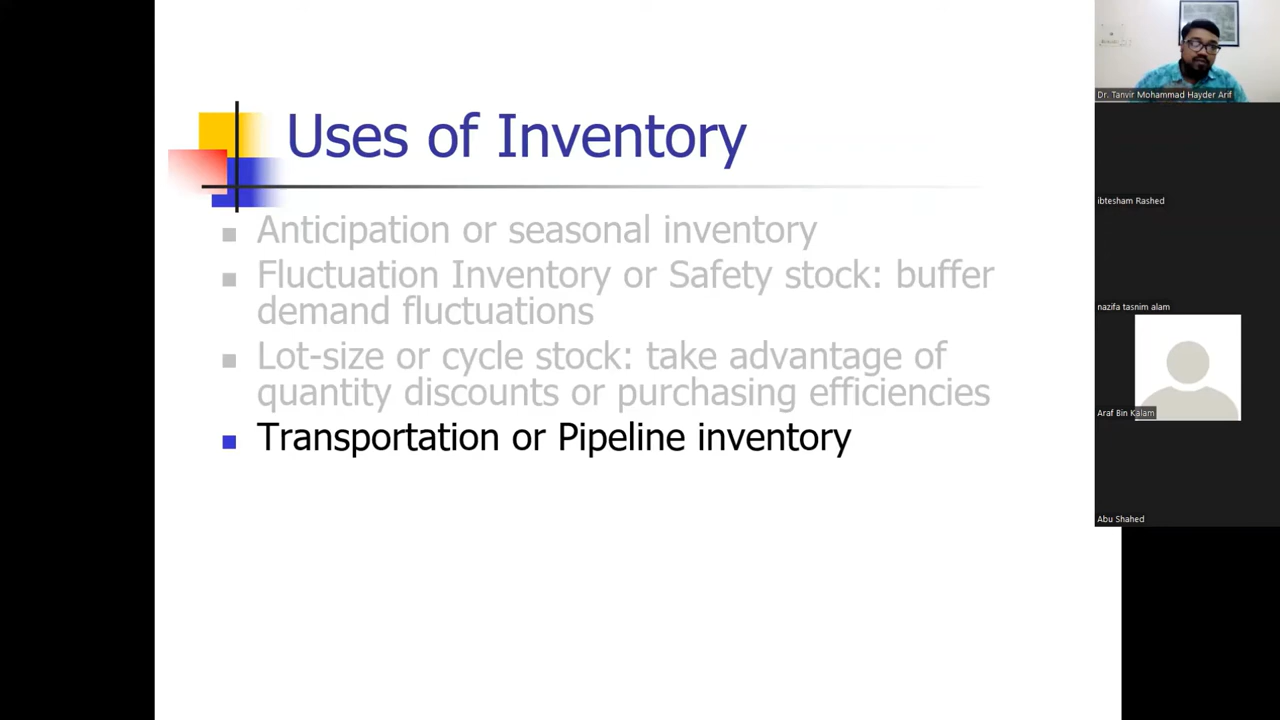 Uses of Inventory
Anticipation or seasonal inventory
Fluctuation Inventory or Safety stock: buffer
demand fluctuations
Lot-size or cycle stock: take advantage of
quantity discounts or purchasing efficiencies
Transportation or Pipeline inventory
Dr. Tanvir Mohammad Hayder Arif
ibtesham Rashed
nazifa tasnim alam
Araf Bin Kalam
Abu Shahed